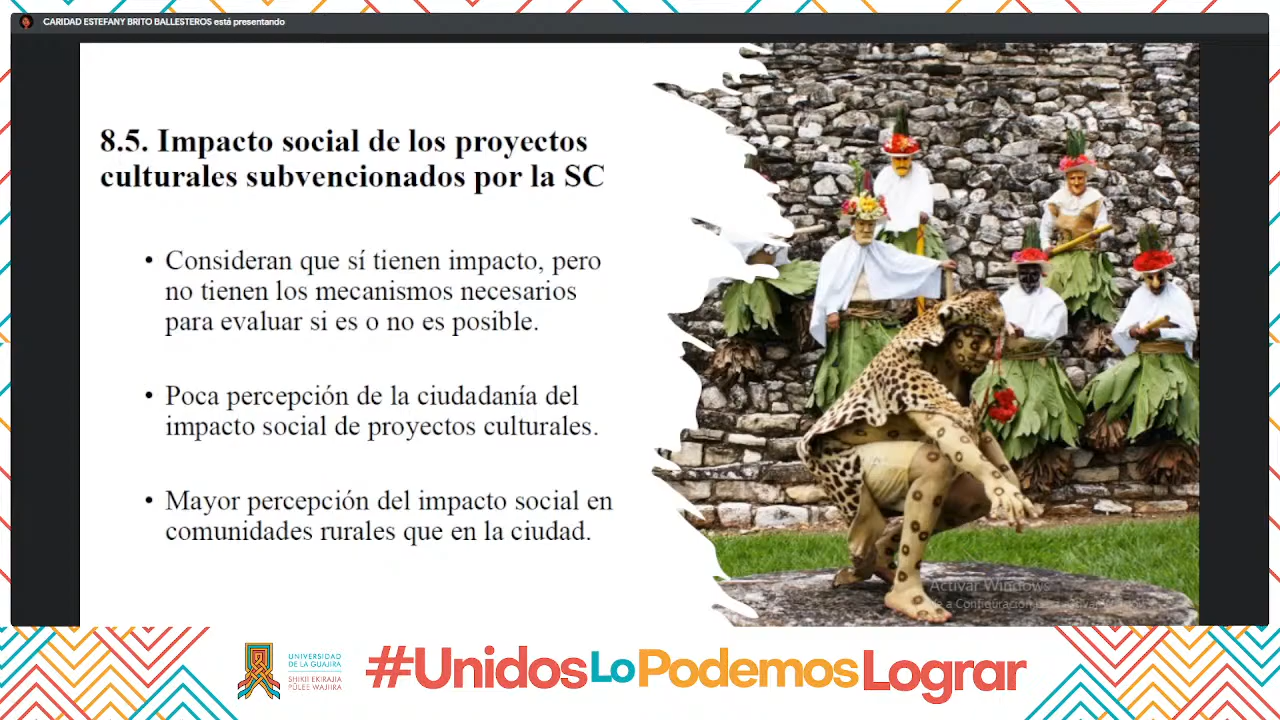 CARIDAD ESTEFANY BRITO BALLESTEROS está presentando
8.5. Impacto social de los proyectos
culturales subvencionados por la SC
• Consideran que sí tienen impacto, pero
no tienen los mecanismos necesarios
para evaluar si es o no es posible.
• Poca percepción de la ciudadanía del
impacto social de proyectos culturales.
• Mayor percepción del impacto social en
comunidades rurales que en la ciudad.
Activar Windows
a Configuración
UNIVERSIDAD
DE LA GUAJIRA
SHIKII EKIRAJIA
PÜLEE WAJIIRA
#UnidosLoPodemosLograr